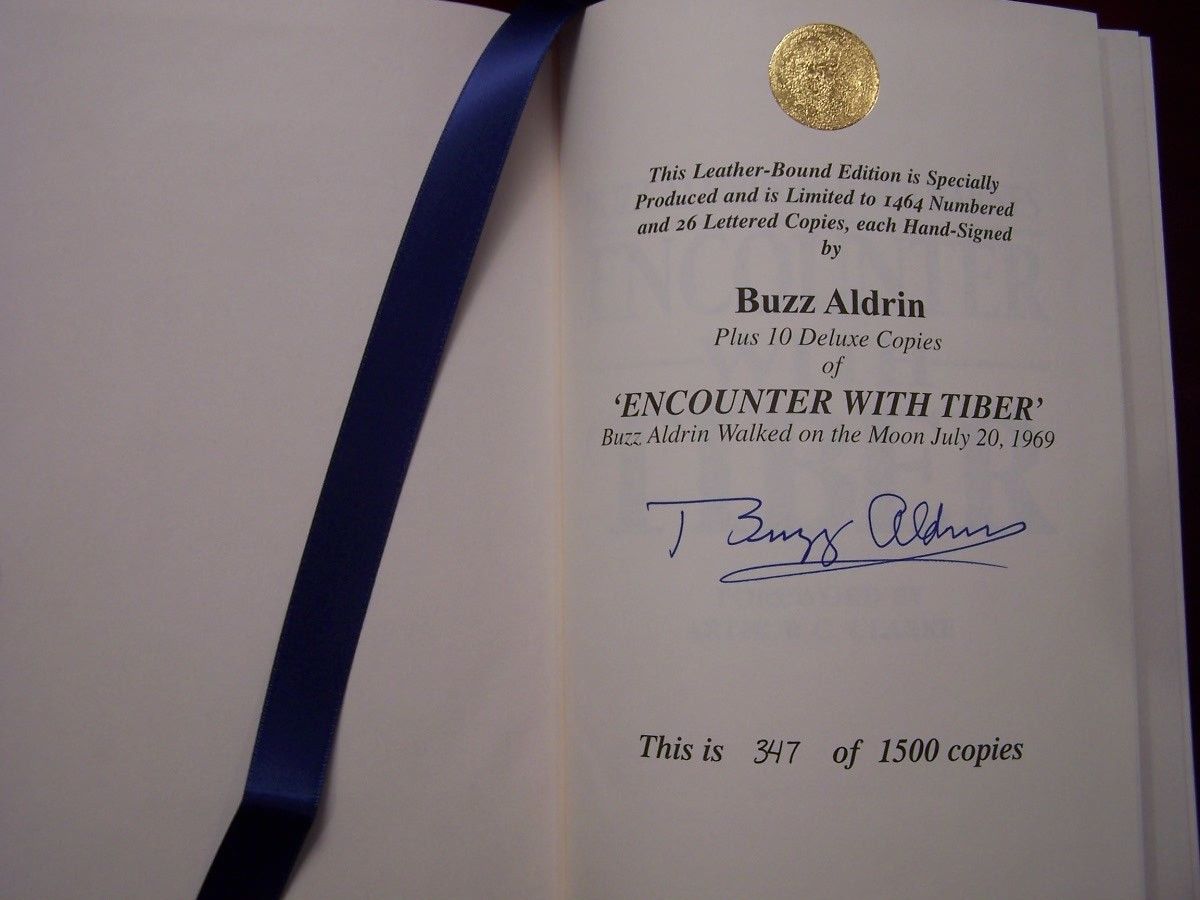 This Leather-Bound Edition is Specially
Produced and is Limited to 1464 Numbered
and 26 Lettered Copies, each Hand-Signed
by
Buzz Aldrin
Plus 10 Deluxe Copies
of
‘ENCOUNTER WITH TIBER’
Buzz Aldrin Walked on the Moon July 20, 1969
T Buzz Aldrin
This is 347 of 1500 copies